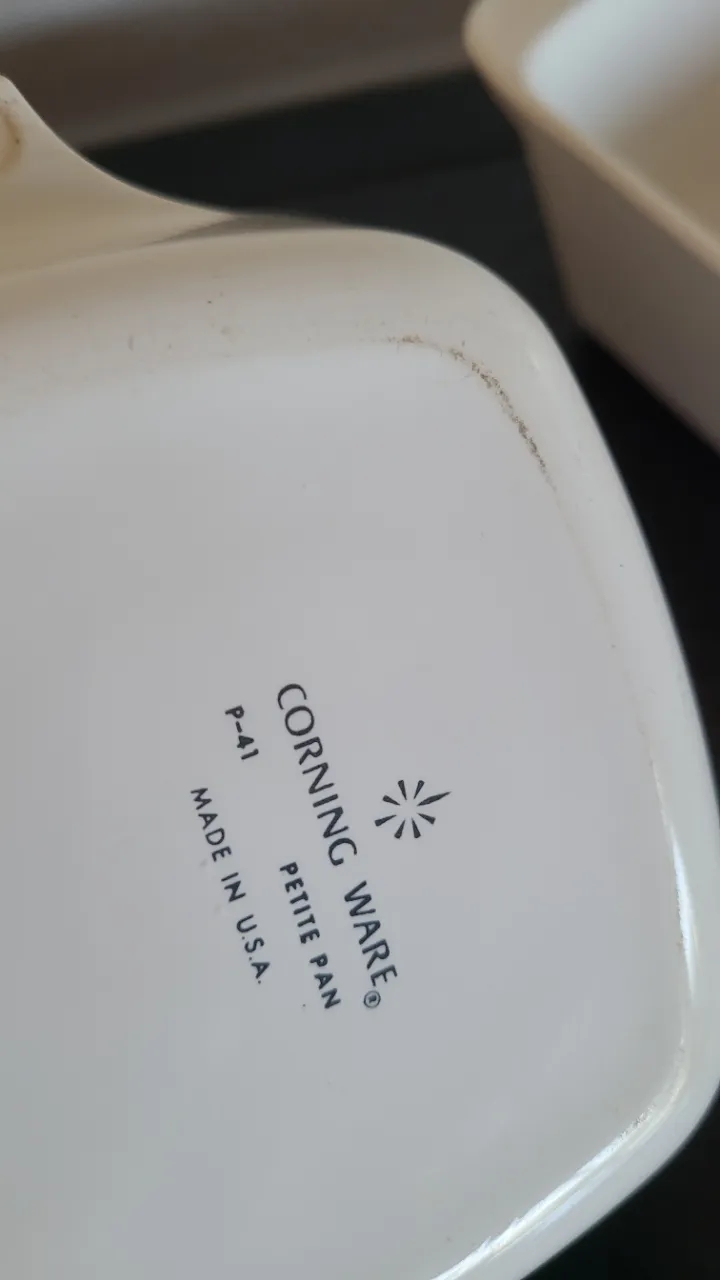 CORNING WARE®
P-41 PETITE PAN
MADE IN U.S.A.